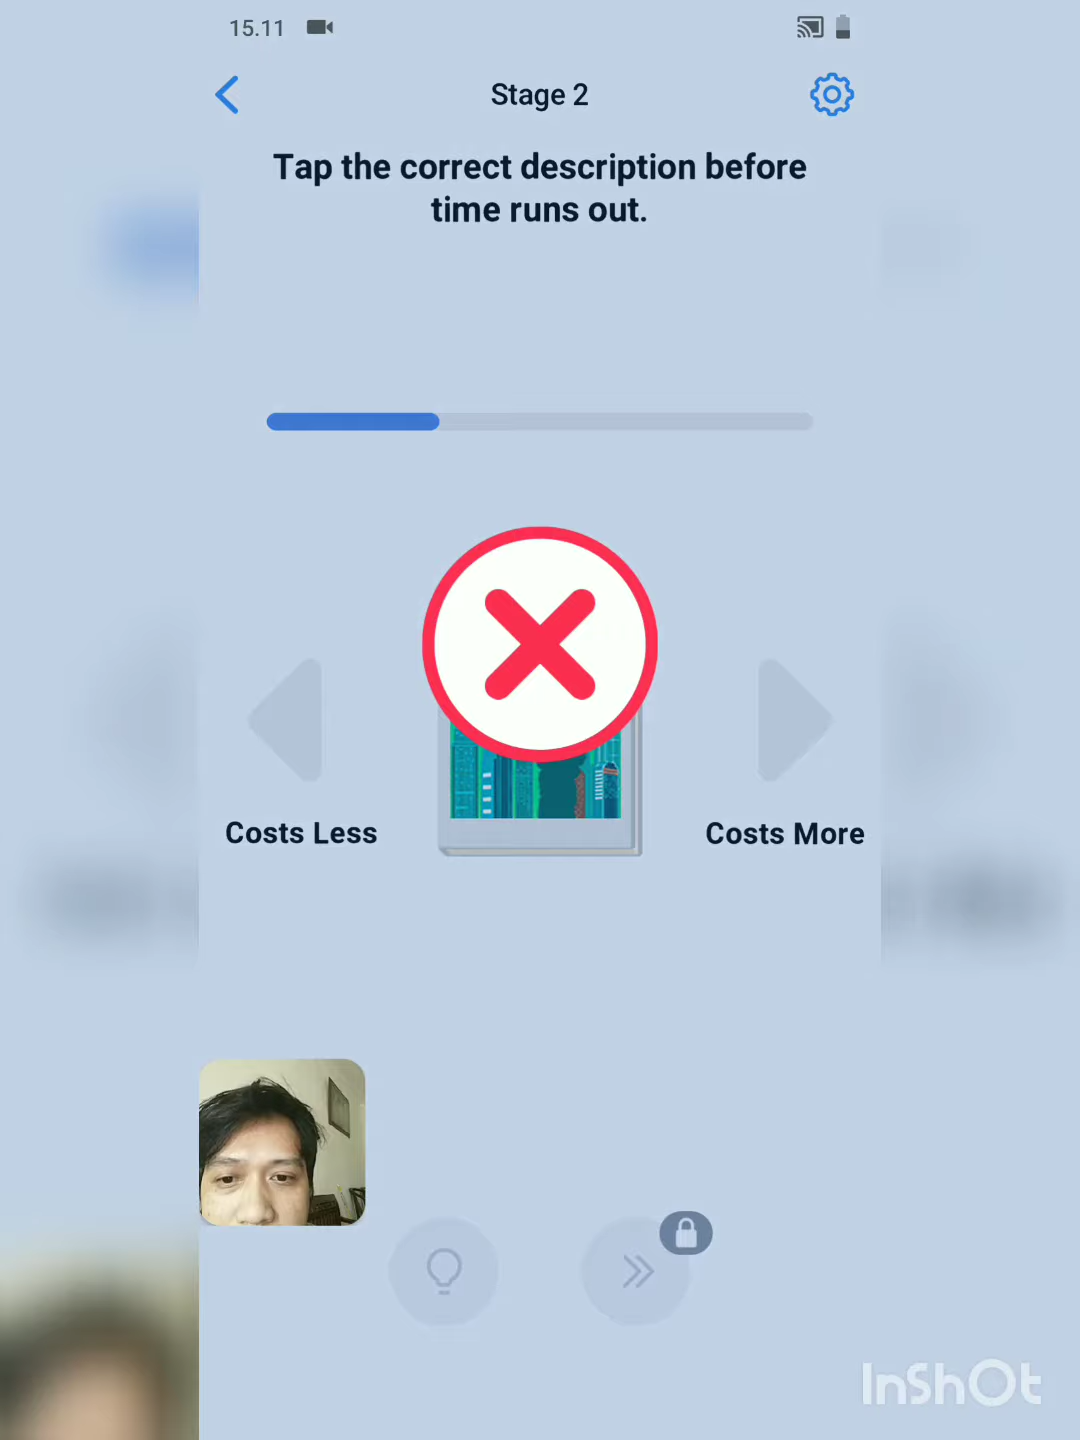 15.11
Stage 2
Tap the correct description before
time runs out.
Costs Less
Costs More
InShOt